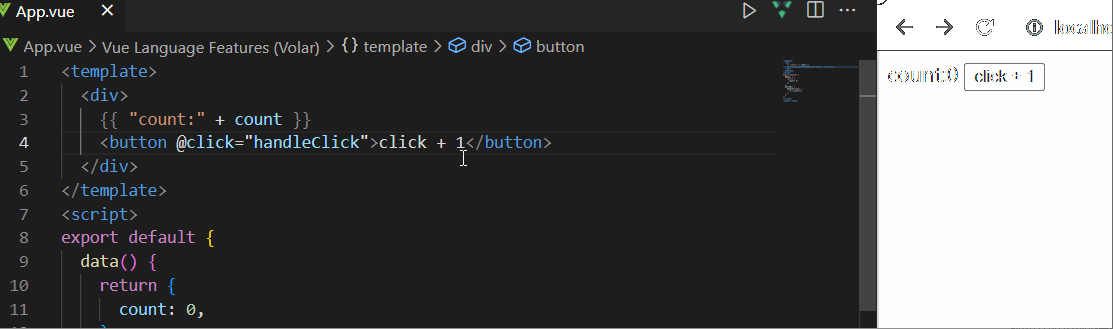 App.vue
App.vue > Vue Language Features (Volar) > {} template > div > button
1 <template>
2 <div>
3 {{ "count:" + count }}
4 <button @click="handleClick">click + 1</button>
5 </div>
6 </template>
7 <script>
8 export default {
9 data() {
10 return {
11 count: 0,
localho
count:0 click + 1